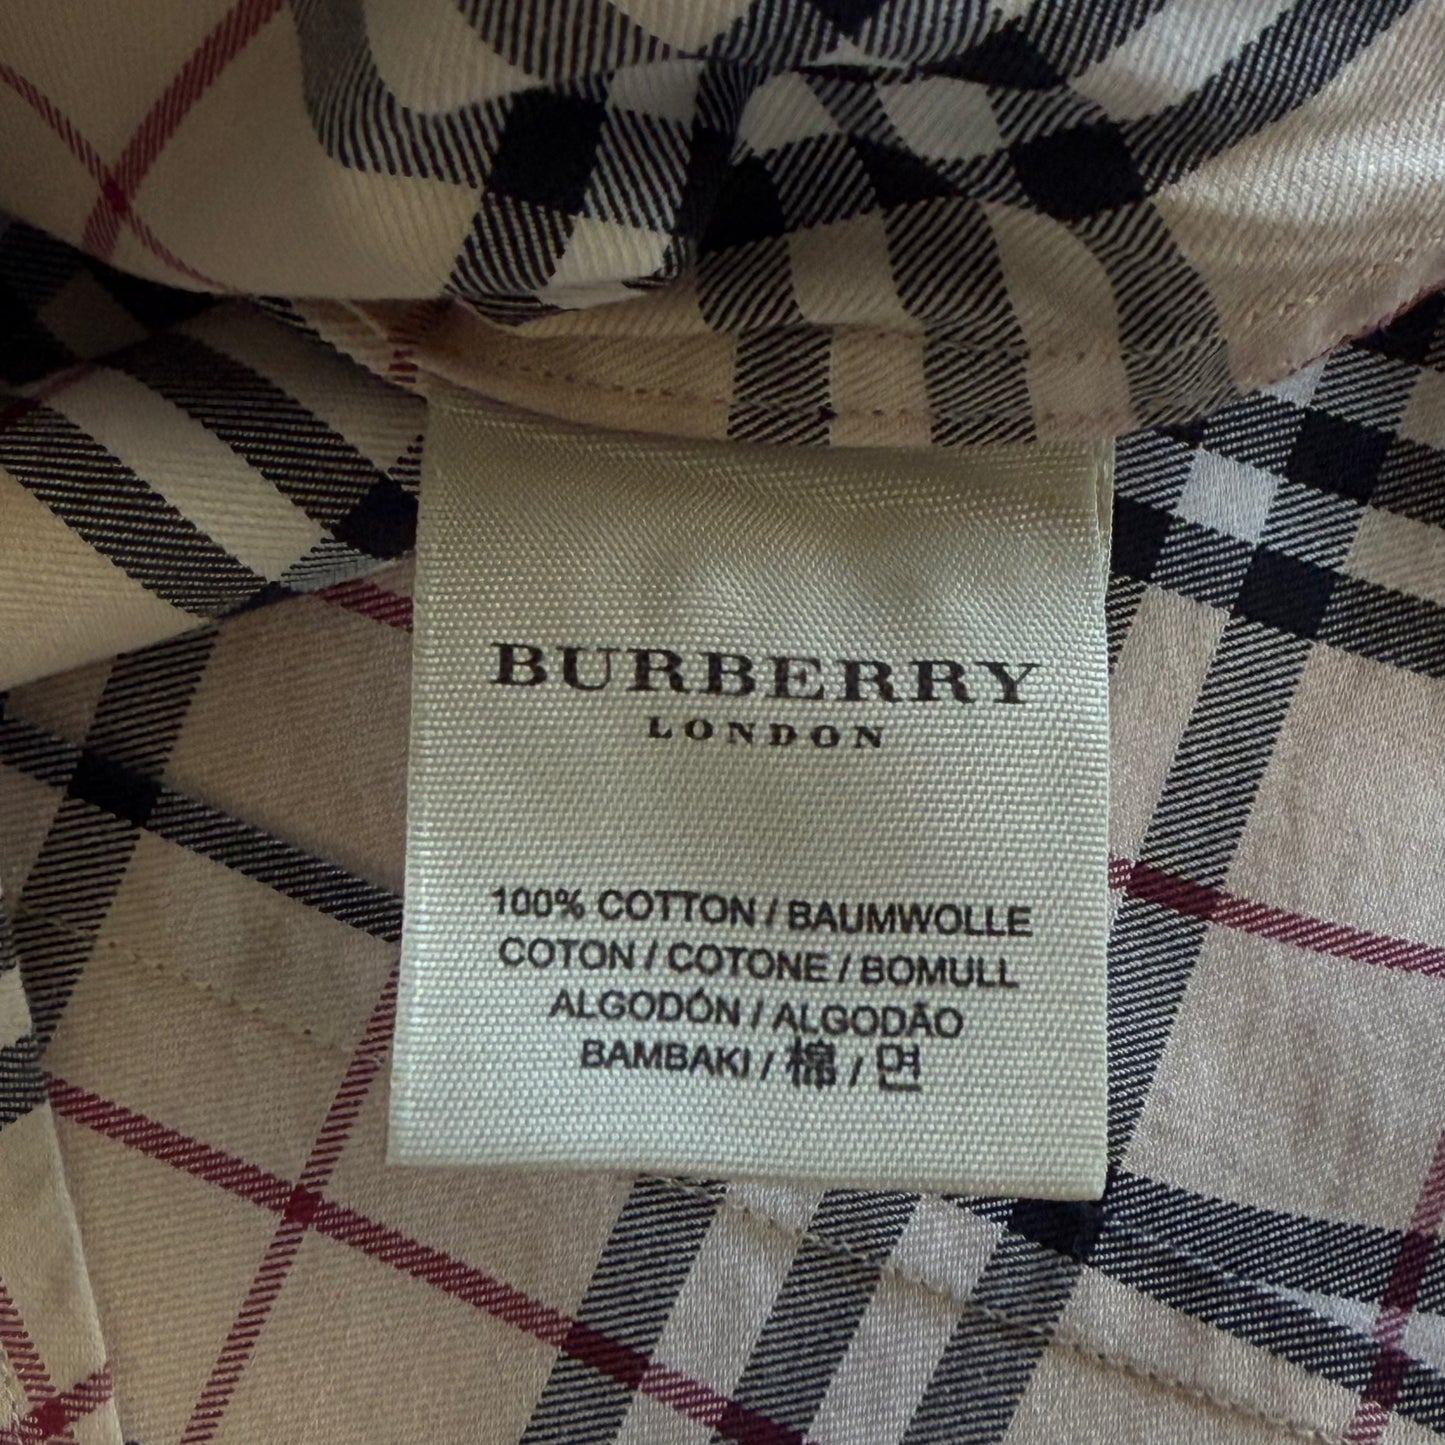 BURBERRY
LONDON
100% COTTON / BAUMWOLLE
COTON / COTONE / BOMULL
ALGODÓN / ALGODÃO
BAMBAKI / 棉 / 면